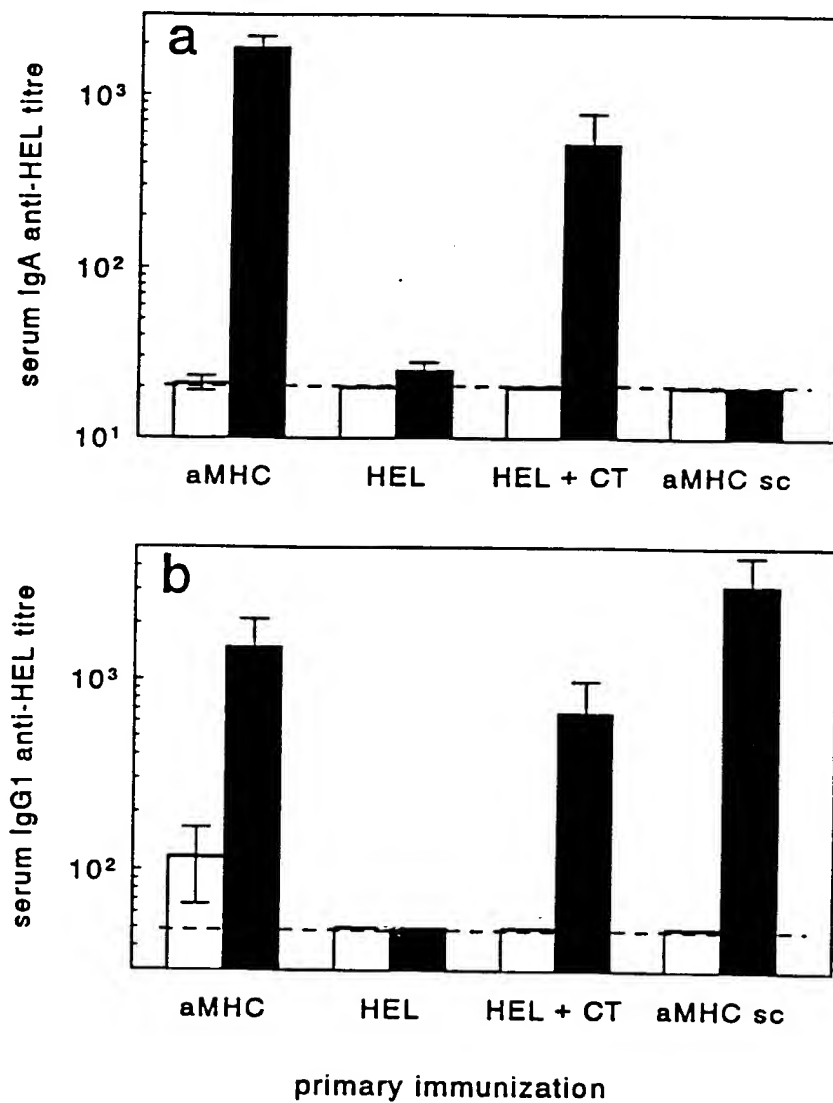 a
serum IgA anti-HEL titre
10³
10²
10¹
aMHC HEL HEL + CT aMHC sc
b
serum IgG1 anti-HEL titre
10³
10²
aMHC HEL HEL + CT aMHC sc
primary immunization